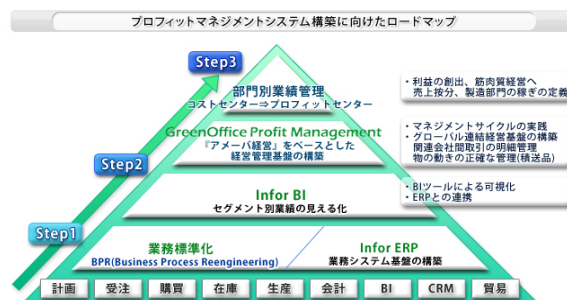 プロフィットマネジメントシステム構築に向けたロードマップ
Step3
部門別業績管理
コストセンター⇒プロフィットセンター
・利益の創出、筋肉質経営へ
売上按分、製造部門の稼ぎの定義
GreenOffice Profit Management
『アメーバ経営』をベースとした
経営管理基盤の構築
・マネジメントサイクルの実践
・グローバル連結経営基盤の構築
関連会社間取引の明細管理
物の動きの正確な管理(積送品)
Step2
Infor BI
セグメント別業績の見える化
・BIツールによる可視化
・ERPとの連携
Step1
業務標準化
BPR(Business Process Reengineering)
Infor ERP
業務システム基盤の構築
計画 受注 購買 在庫 生産 会計 BI CRM 貿易